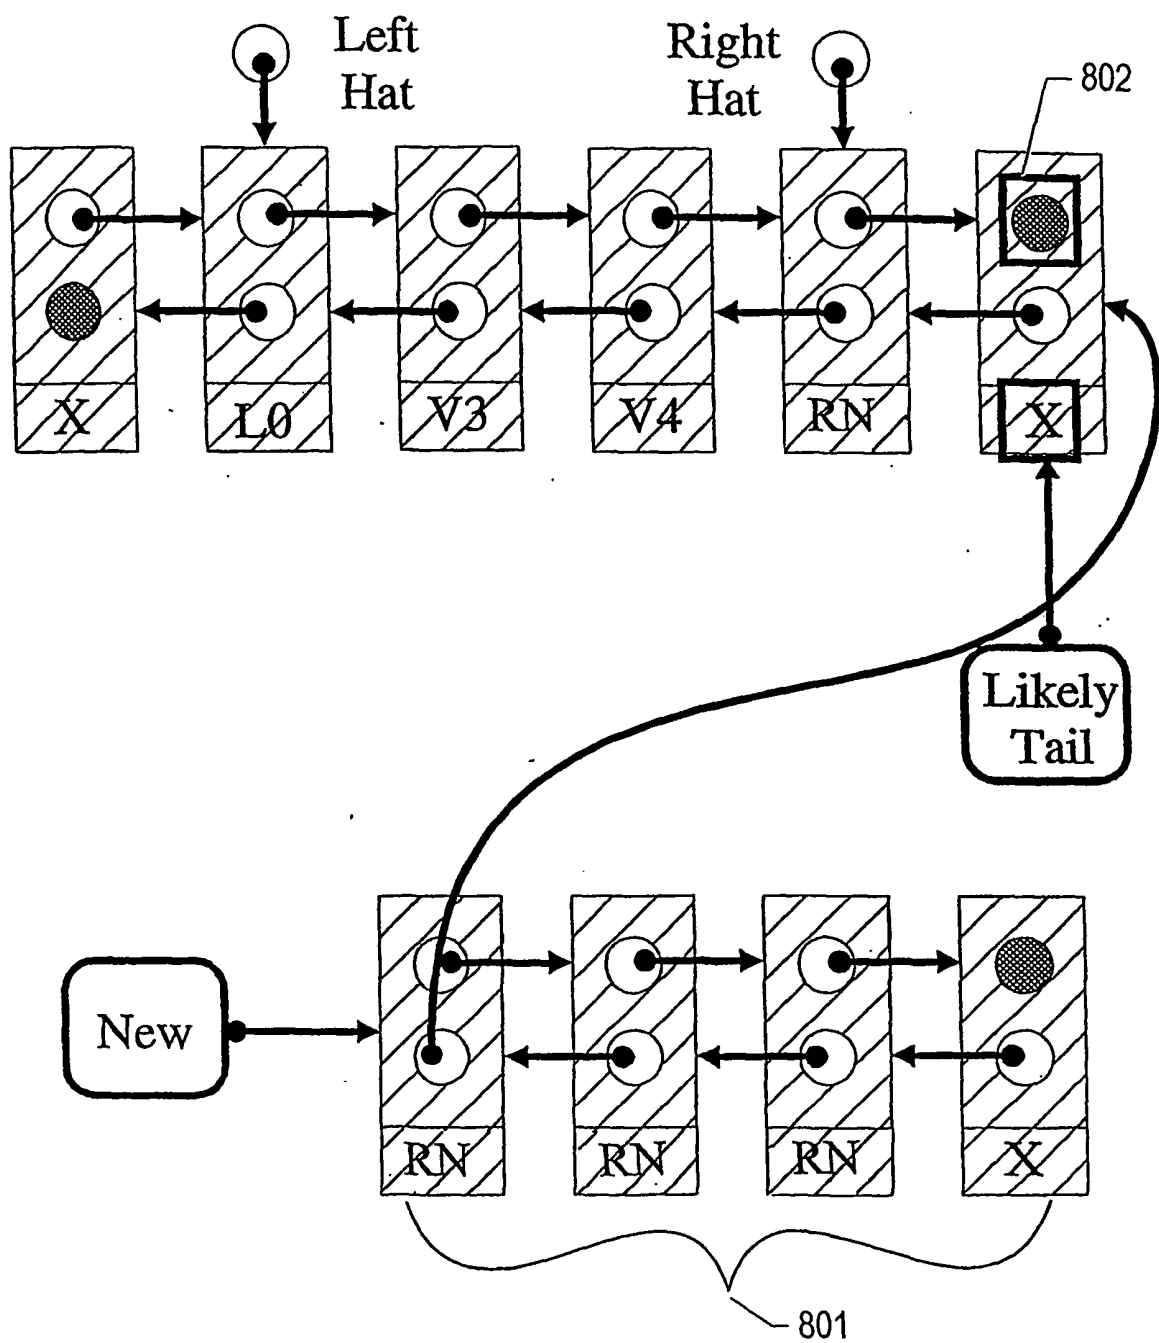 Left
Hat
Right
Hat
802
X
L0
V3
V4
RN
X
Likely
Tail
New
RN
RN
RN
X
801